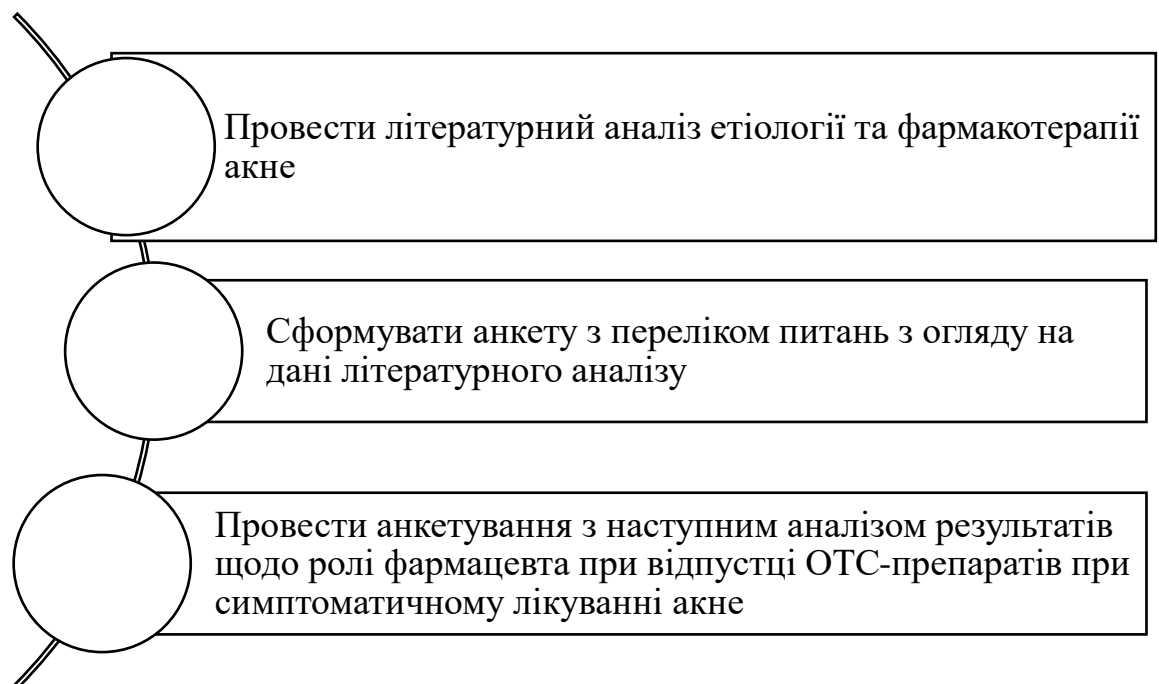 Провести літературний аналіз етіології та фармакотерапії
акне
Сформувати анкету з переліком питань з огляду на
дані літературного аналізу
Провести анкетування з наступним аналізом результатів
щодо ролі фармацевта при відпустці ОТС-препаратів при
симптоматичному лікуванні акне